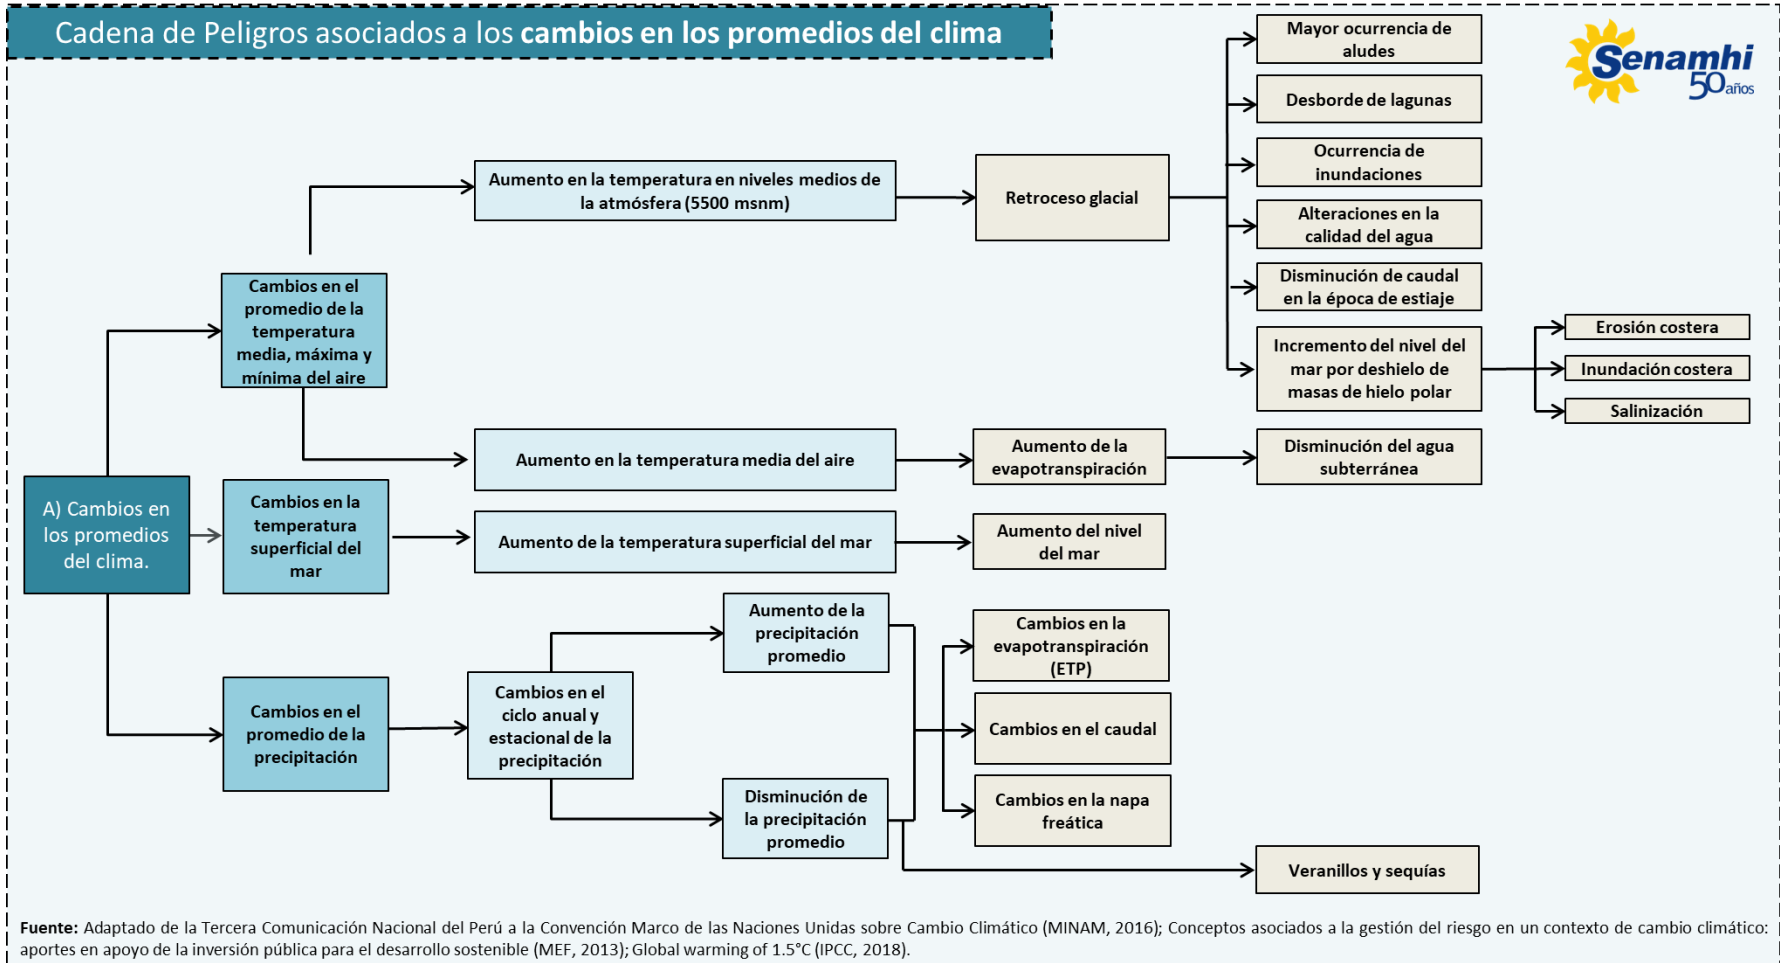 Cadena de Peligros asociados a los cambios en los promedios del clima
Senamhi
50 años
Mayor ocurrencia de
aludes
Desborde de lagunas
Ocurrencia de
inundaciones
Alteraciones en la
calidad del agua
Disminución de caudal
en la época de estiaje
Incremento del nivel del
mar por deshielo de
masas de hielo polar
Erosión costera
Inundación costera
Salinización
Aumento en la temperatura en niveles medios de
la atmósfera (5500 msnm)
Retroceso glacial
Cambios en el
promedio de la
temperatura
media, máxima y
mínima del aire
Aumento en la temperatura media del aire
Aumento de la
evapotranspiración
Disminución del agua
subterránea
A) Cambios en
los promedios
del clima.
Cambios en la
temperatura
superficial del
mar
Aumento de la temperatura superficial del mar
Aumento del nivel
del mar
Cambios en el
promedio de la
precipitación
Cambios en el
ciclo anual y
estacional de la
precipitación
Aumento de la
precipitación
promedio
Disminución de
la precipitación
promedio
Cambios en la
evapotranspiración
(ETP)
Cambios en el caudal
Cambios en la napa
freática
Veranillos y sequías
Fuente: Adaptado de la Tercera Comunicación Nacional del Perú a la Convención Marco de las Naciones Unidas sobre Cambio Climático (MINAM, 2016); Conceptos asociados a la gestión del riesgo en un contexto de cambio climático:
aportes en apoyo de la inversión pública para el desarrollo sostenible (MEF, 2013); Global warming of 1.5°C (IPCC, 2018).